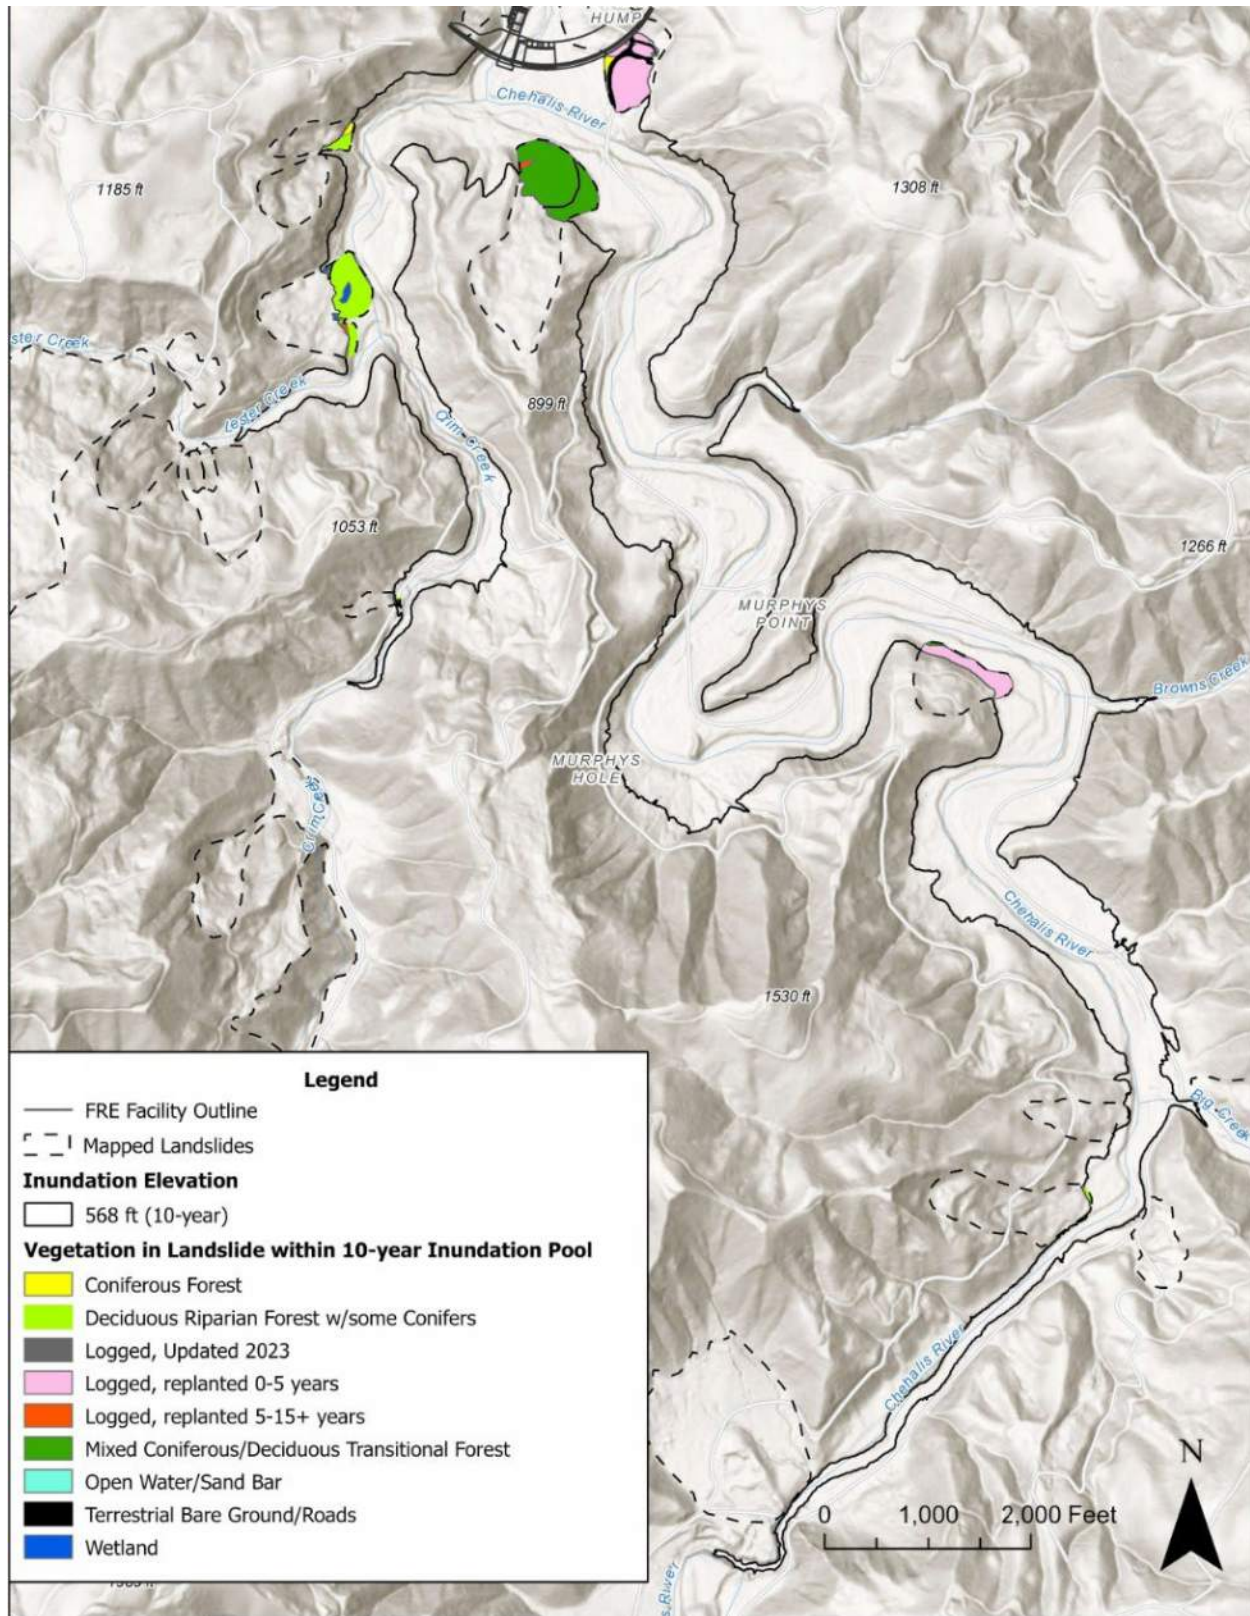 HUMP
Chehalis River
1185 ft
1308 ft
ster Creek
Lester Creek
899 ft
Crim Creek
1053 ft
1266 ft
MURPHYS
POINT
Browns Creek
MURPHYS
HOLE
Crim Creek
Chehalis River
1530 ft
Big Creek
Legend
FRE Facility Outline
Mapped Landslides
Inundation Elevation
568 ft (10-year)
Vegetation in Landslide within 10-year Inundation Pool
Coniferous Forest
Deciduous Riparian Forest w/some Conifers
Logged, Updated 2023
Logged, replanted 0-5 years
Logged, replanted 5-15+ years
Mixed Coniferous/Deciduous Transitional Forest
Open Water/Sand Bar
Terrestrial Bare Ground/Roads
Wetland
Chehalis River
N
0 1,000 2,000 Feet
s River